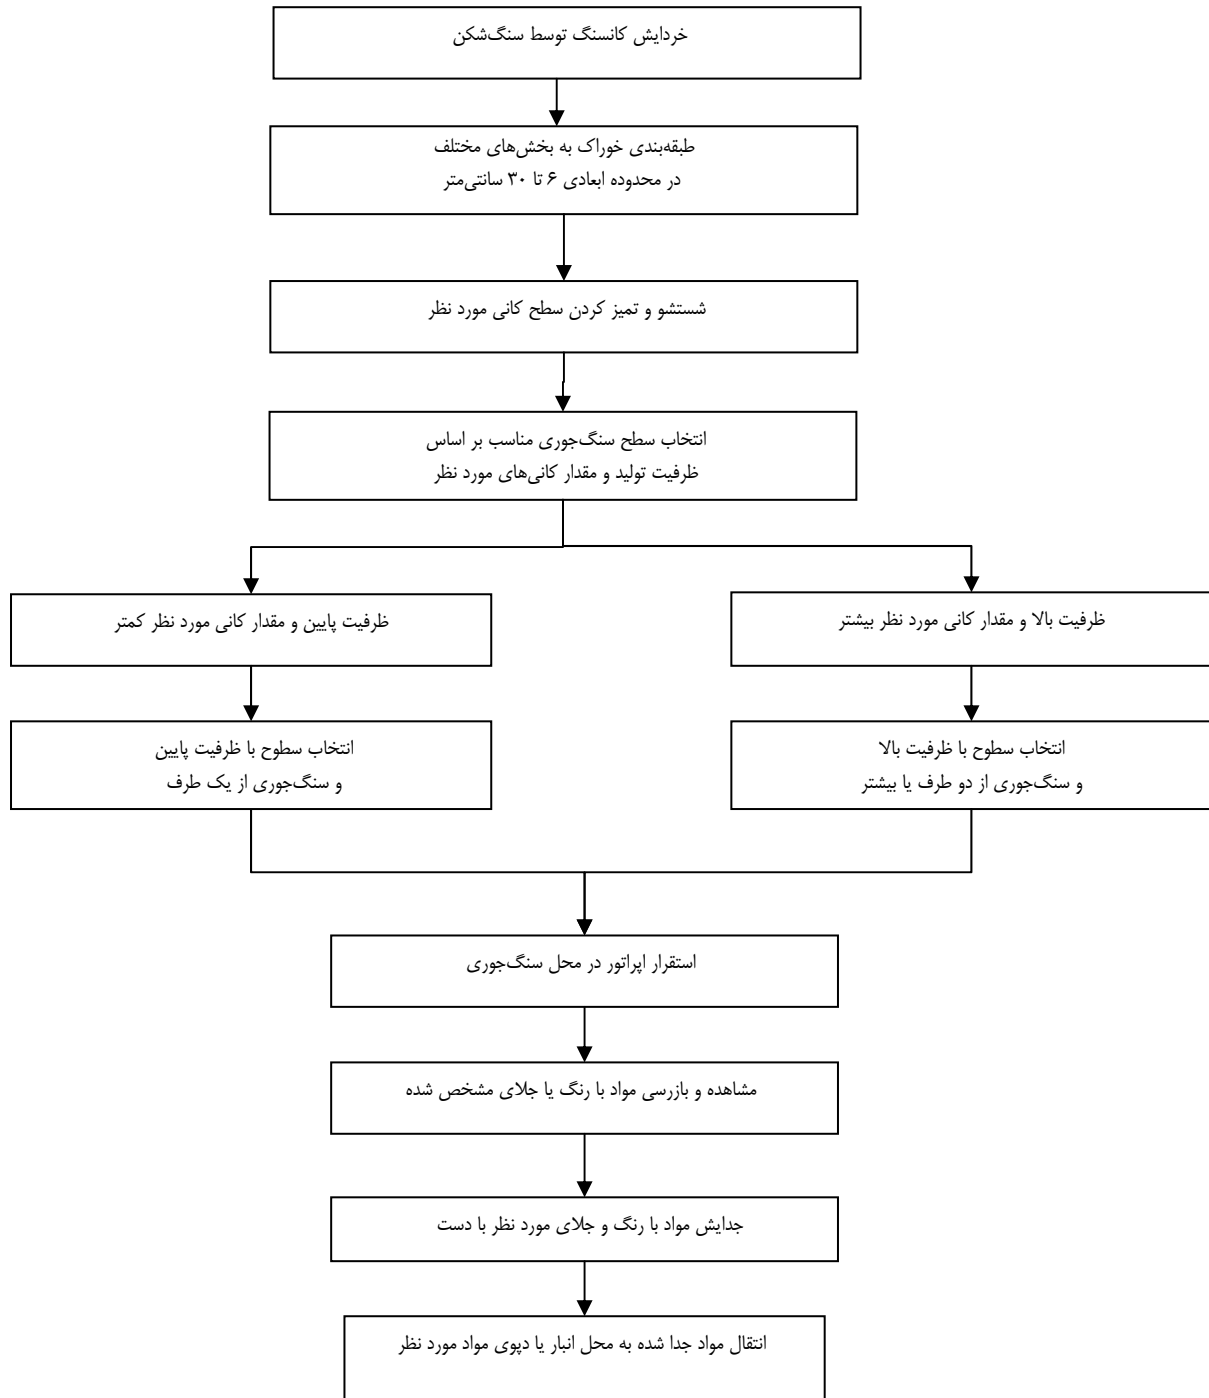 خردایش کانسنگ توسط سنگ‌شکن
طبقه‌بندی خوراک به بخش‌های مختلف
در محدوده ابعادی ۶ تا ۳۰ سانتی‌متر
شستشو و تمیز کردن سطح کانی مورد نظر
انتخاب سطح سنگ‌جوری مناسب بر اساس
ظرفیت تولید و مقدار کانی‌های مورد نظر
ظرفیت بالا و مقدار کانی مورد نظر بیشتر
ظرفیت پایین و مقدار کانی مورد نظر کمتر
انتخاب سطوح با ظرفیت بالا
و سنگ‌جوری از دو طرف یا بیشتر
انتخاب سطوح با ظرفیت پایین
و سنگ‌جوری از یک طرف
استقرار اپراتور در محل سنگ‌جوری
مشاهده و بازرسی مواد با رنگ یا جلای مشخص شده
جدایش مواد با رنگ و جلای مورد نظر با دست
انتقال مواد جدا شده به محل انبار یا دپوی مواد مورد نظر